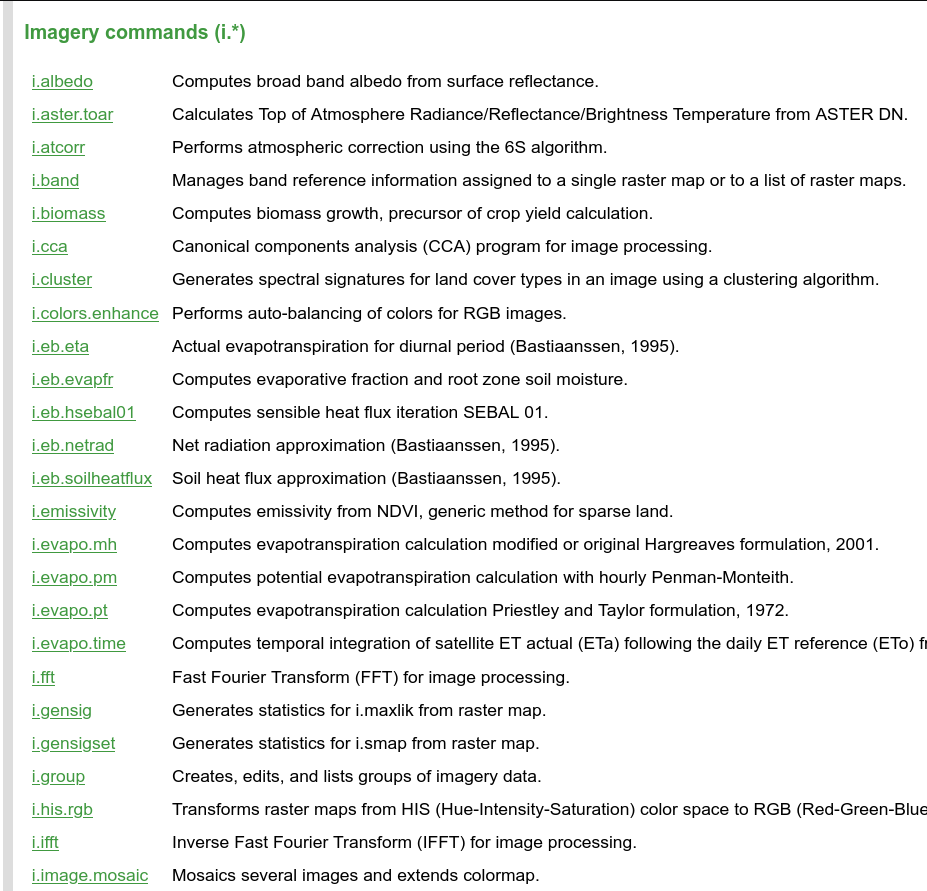 Imagery commands (i.*)
i.albedo Computes broad band albedo from surface reflectance.
i.aster.toar Calculates Top of Atmosphere Radiance/Reflectance/Brightness Temperature from ASTER DN.
i.atcorr Performs atmospheric correction using the 6S algorithm.
i.band Manages band reference information assigned to a single raster map or to a list of raster maps.
i.biomass Computes biomass growth, precursor of crop yield calculation.
i.cca Canonical components analysis (CCA) program for image processing.
i.cluster Generates spectral signatures for land cover types in an image using a clustering algorithm.
i.colors.enhance Performs auto-balancing of colors for RGB images.
i.eb.eta Actual evapotranspiration for diurnal period (Bastiaanssen, 1995).
i.eb.evapfr Computes evaporative fraction and root zone soil moisture.
i.eb.hsebal01 Computes sensible heat flux iteration SEBAL 01.
i.eb.netrad Net radiation approximation (Bastiaanssen, 1995).
i.eb.soilheatflux Soil heat flux approximation (Bastiaanssen, 1995).
i.emissivity Computes emissivity from NDVI, generic method for sparse land.
i.evapo.mh Computes evapotranspiration calculation modified or original Hargreaves formulation, 2001.
i.evapo.pm Computes potential evapotranspiration calculation with hourly Penman-Monteith.
i.evapo.pt Computes evapotranspiration calculation Priestley and Taylor formulation, 1972.
i.evapo.time Computes temporal integration of satellite ET actual (ETa) following the daily ET reference (ETo)
i.fft Fast Fourier Transform (FFT) for image processing.
i.gensig Generates statistics for i.maxlik from raster map.
i.gensigset Generates statistics for i.smap from raster map.
i.group Creates, edits, and lists groups of imagery data.
i.his.rgb Transforms raster maps from HIS (Hue-Intensity-Saturation) color space to RGB (Red-Green-Blue
i.ifft Inverse Fast Fourier Transform (IFFT) for image processing.
i.image.mosaic Mosaics several images and extends colormap.